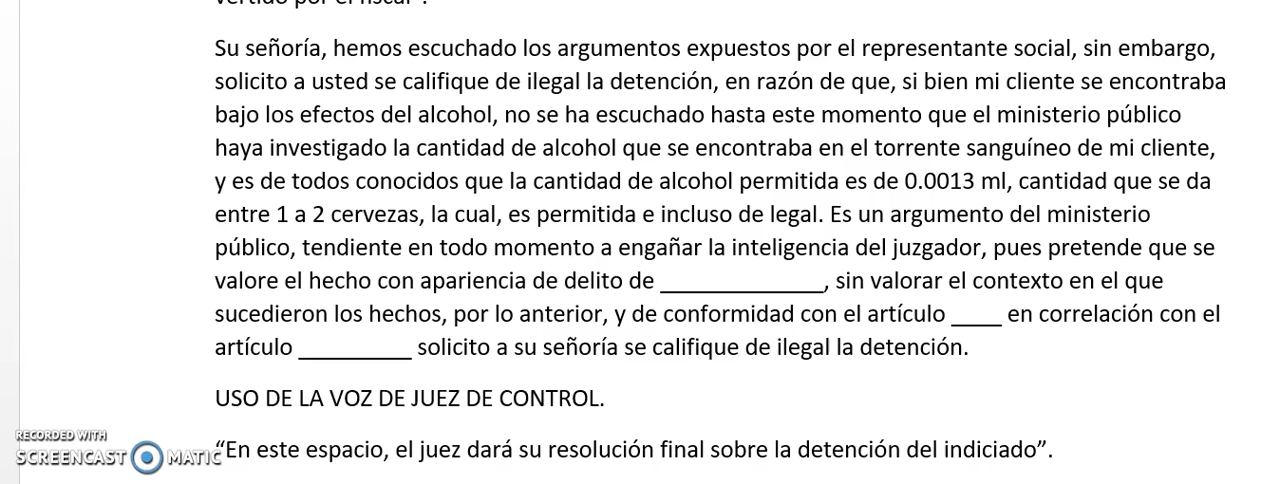 vertido por el fiscal".
Su señoría, hemos escuchado los argumentos expuestos por el representante social, sin embargo,
solicito a usted se califique de ilegal la detención, en razón de que, si bien mi cliente se encontraba
bajo los efectos del alcohol, no se ha escuchado hasta este momento que el ministerio público
haya investigado la cantidad de alcohol que se encontraba en el torrente sanguíneo de mi cliente,
y es de todos conocidos que la cantidad de alcohol permitida es de 0.0013 ml, cantidad que se da
entre 1 a 2 cervezas, la cual, es permitida e incluso de legal. Es un argumento del ministerio
público, tendiente en todo momento a engañar la inteligencia del juzgador, pues pretende que se
valore el hecho con apariencia de delito de _____________, sin valorar el contexto en el que
sucedieron los hechos, por lo anterior, y de conformidad con el artículo ____ en correlación con el
artículo _________ solicito a su señoría se califique de ilegal la detención.
USO DE LA VOZ DE JUEZ DE CONTROL.
“En este espacio, el juez dará su resolución final sobre la detención del indiciado”.
RECORDED WITH
SCREENCAST MATIC